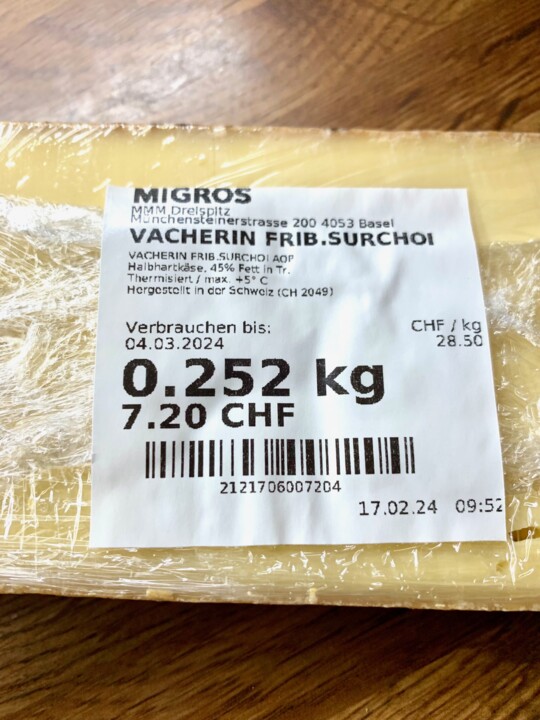 MIGROS
MMM Dreispitz
Münchensteinerstrasse 200 4053 Basel
VACHERIN FRIB.SURCHOI
VACHERIN FRIB.SURCHOI AOP
Halbhartkäse, 45% Fett in Tr.
Thermisiert / max. +5° C
Hergestellt in der Schweiz (CH 2049)
Verbrauchen bis: CHF / kg
04.03.2024 28.50
0.252 kg
7.20 CHF
2121706007204
17.02.24 09:52